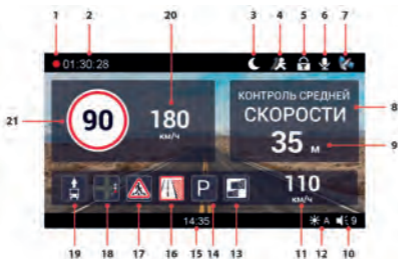 1 2 20 3 4 5 6 7
01:30:28
21 90 180 км/ч
КОНТРОЛЬ СРЕДНЕЙ 8
СКОРОСТИ
35 м 9
P 110 км/ч
14:35 A 9
19 18 17 16 15 14 13 11 12 10